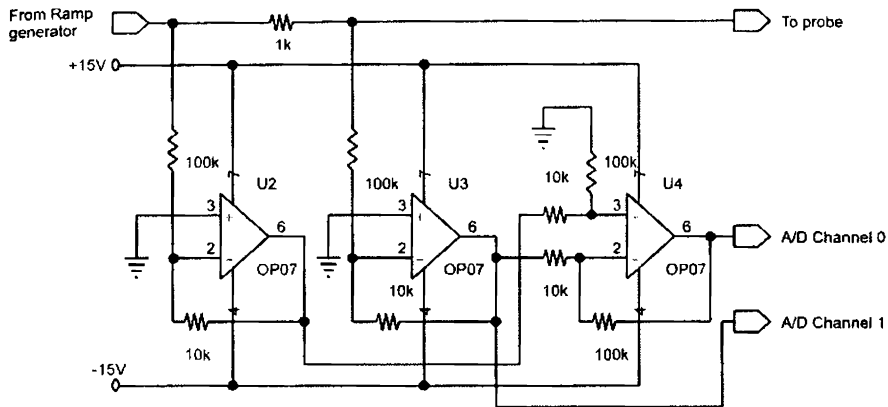 From Ramp
generator
1k
To probe
+15V
100k
U2
3
+
2
-
6
OP07
10k
100k
U3
3
+
2
-
6
OP07
10k
10k
100k
U4
3
-
2
-
6
OP07
10k
100k
A/D Channel 0
A/D Channel 1
-15V